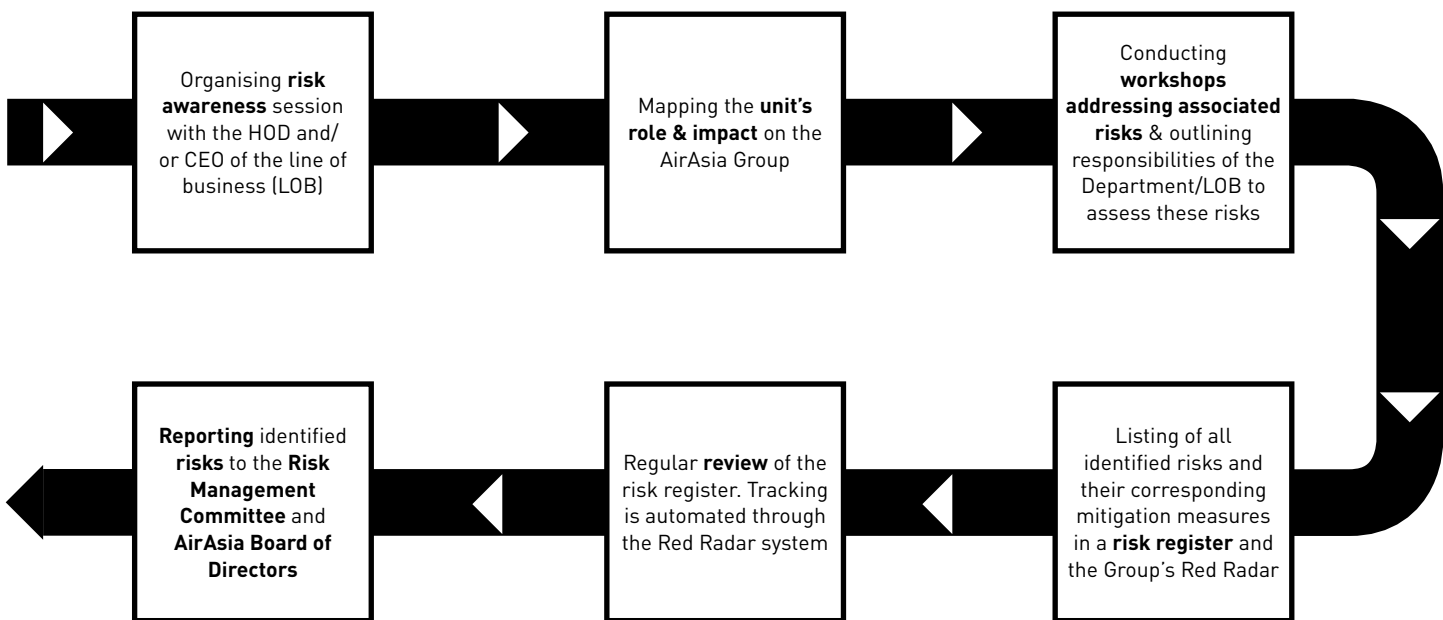 Organising risk
awareness session
with the HOD and/
or CEO of the line of
business (LOB)
Mapping the unit's
role & impact on the
AirAsia Group
Conducting
workshops
addressing associated
risks & outlining
responsibilities of the
Department/LOB to
assess these risks
Listing of all
identified risks and
their corresponding
mitigation measures
in a risk register and
the Group's Red Radar
Regular review of the
risk register. Tracking
is automated through
the Red Radar system
Reporting identified
risks to the Risk
Management
Committee and
AirAsia Board of
Directors